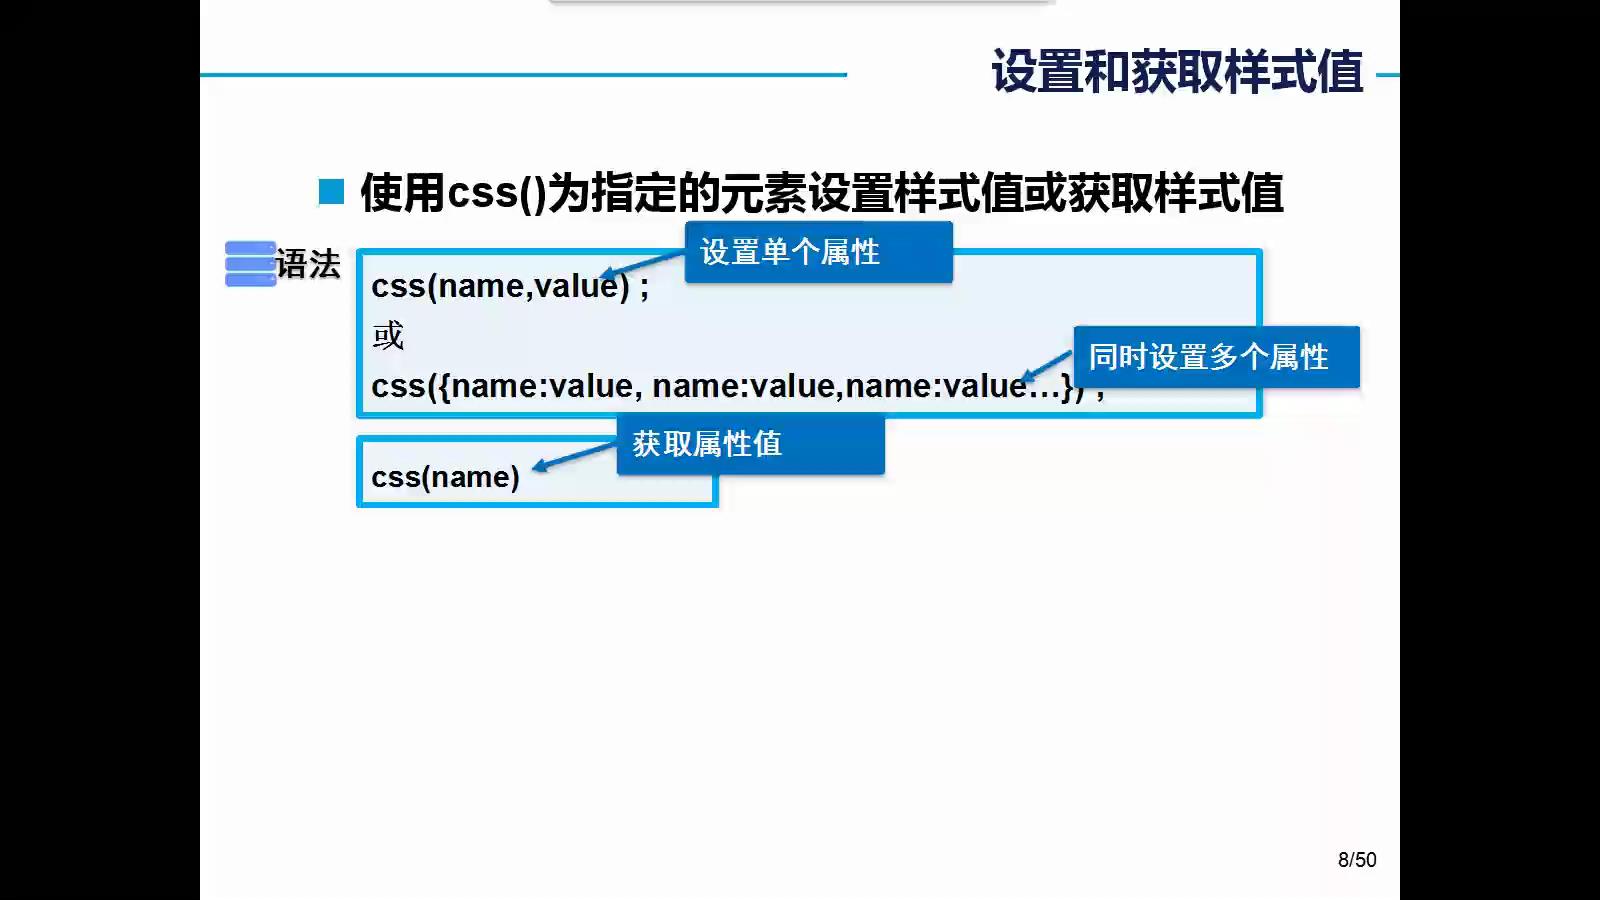 设置和获取样式值
使用css()为指定的元素设置样式值或获取样式值
语法
设置单个属性
css(name,value) ;
或
同时设置多个属性
css({name:value, name:value,name:value…}) ;
获取属性值
css(name)
8/50